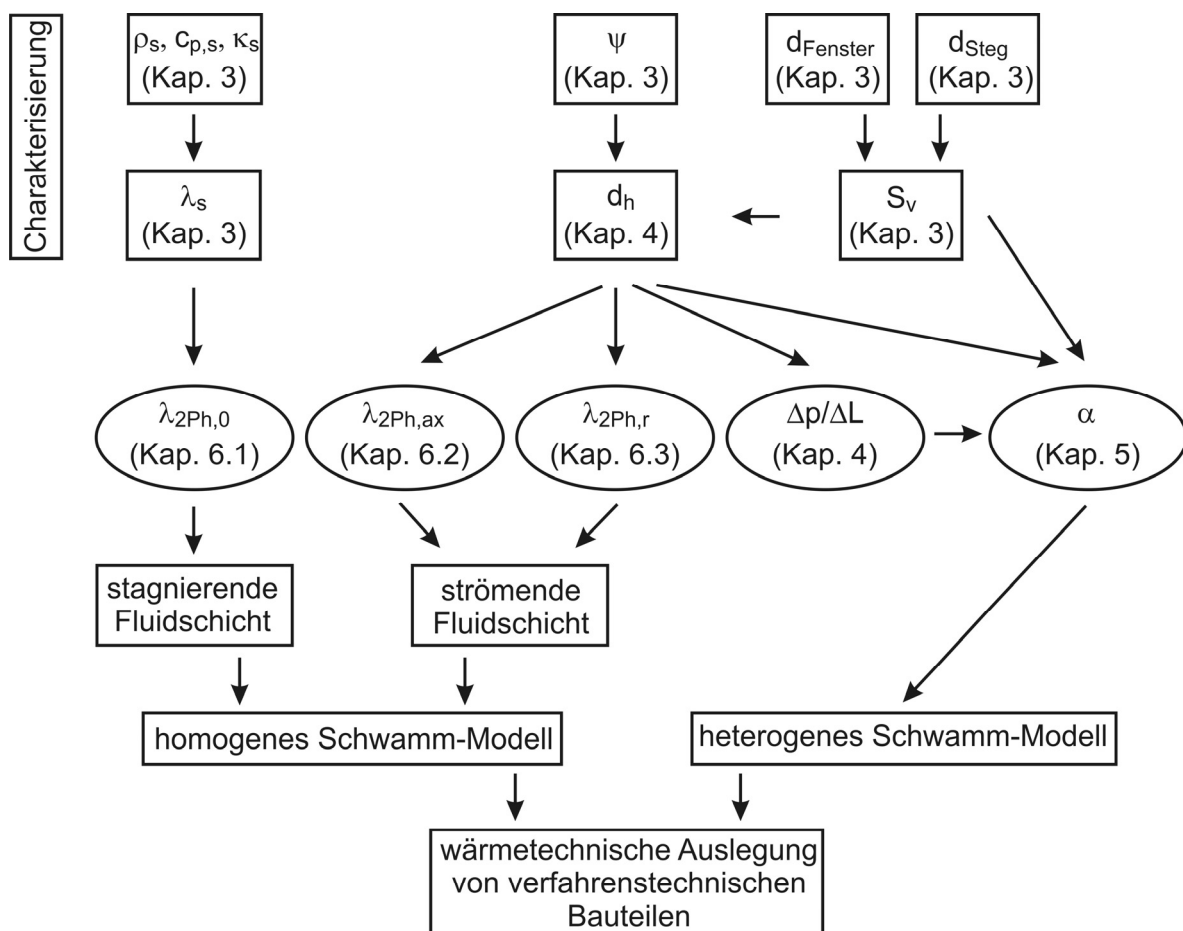 Charakterisierung
ρs, cp,s, κs
(Kap. 3)
ψ
(Kap. 3)
dFenster
(Kap. 3)
dSteg
(Kap. 3)
λs
(Kap. 3)
dh
(Kap. 4)
Sv
(Kap. 3)
λ2Ph,0
(Kap. 6.1)
λ2Ph,ax
(Kap. 6.2)
λ2Ph,r
(Kap. 6.3)
Δp/ΔL
(Kap. 4)
α
(Kap. 5)
stagnierende
Fluidschicht
strömende
Fluidschicht
homogenes Schwamm-Modell
heterogenes Schwamm-Modell
wärmetechnische Auslegung
von verfahrenstechnischen
Bauteilen